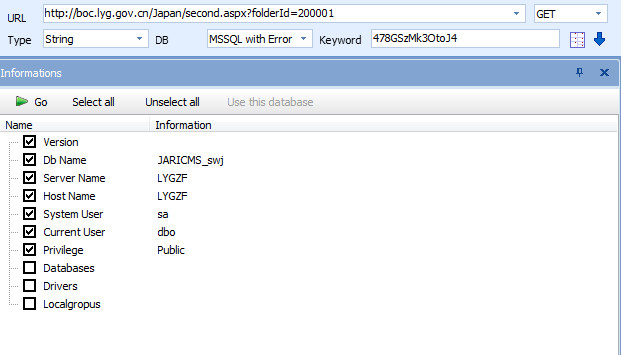 URL http://boc.lyg.gov.cn/Japan/second.aspx?folderId=200001 GET
Type String DB MSSQL with Error Keyword 478GSzMk3OtoJ4
Informations
Go Select all Unselect all Use this database
Name Information
Version
Db Name JARICMS_swj
Server Name LYGZF
Host Name LYGZF
System User sa
Current User dbo
Privilege Public
Databases
Drivers
Localgropus